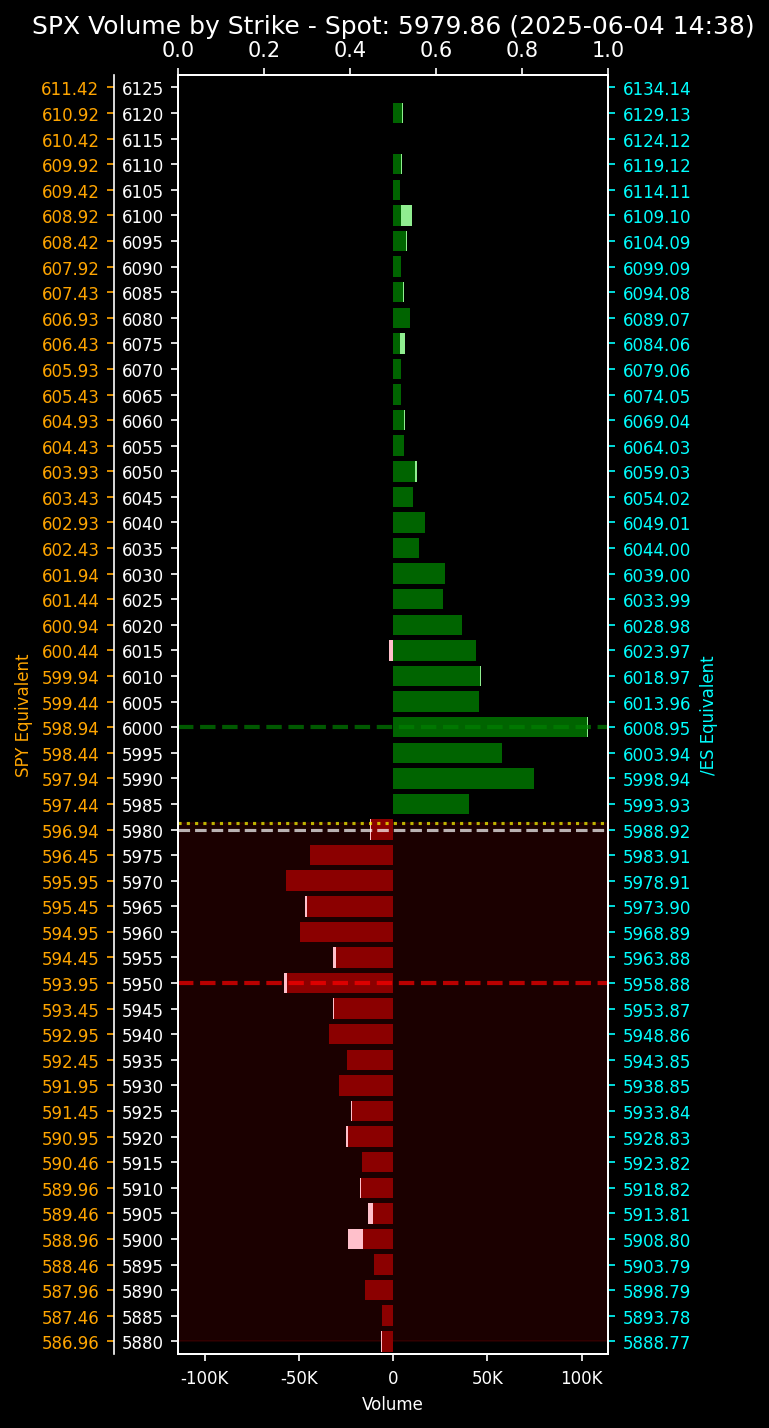 SPX Volume by Strike - Spot: 5979.86 (2025-06-04 14:38)
0.0 0.2 0.4 0.6 0.8 1.0
611.42 6125 6134.14
610.92 6120 6129.13
610.42 6115 6124.12
609.92 6110 6119.12
609.42 6105 6114.11
608.92 6100 6109.10
608.42 6095 6104.09
607.92 6090 6099.09
607.43 6085 6094.08
606.93 6080 6089.07
606.43 6075 6084.06
605.93 6070 6079.06
605.43 6065 6074.05
604.93 6060 6069.04
604.43 6055 6064.03
603.93 6050 6059.03
603.43 6045 6054.02
602.93 6040 6049.01
602.43 6035 6044.00
601.94 6030 6039.00
601.44 6025 6033.99
600.94 6020 6028.98
600.44 6015 6023.97
599.94 6010 6018.97
599.44 6005 6013.96
598.94 6000 6008.95
598.44 5995 6003.94
597.94 5990 5998.94
597.44 5985 5993.93
596.94 5980 5988.92
596.45 5975 5983.91
595.95 5970 5978.91
595.45 5965 5973.90
594.95 5960 5968.89
594.45 5955 5963.88
593.95 5950 5958.88
593.45 5945 5953.87
592.95 5940 5948.86
592.45 5935 5943.85
591.95 5930 5938.85
591.45 5925 5933.84
590.95 5920 5928.83
590.46 5915 5923.82
589.96 5910 5918.82
589.46 5905 5913.81
588.96 5900 5908.80
588.46 5895 5903.79
587.96 5890 5898.79
587.46 5885 5893.78
586.96 5880 5888.77
SPY Equivalent
/ES Equivalent
-100K -50K 0 50K 100K
Volume